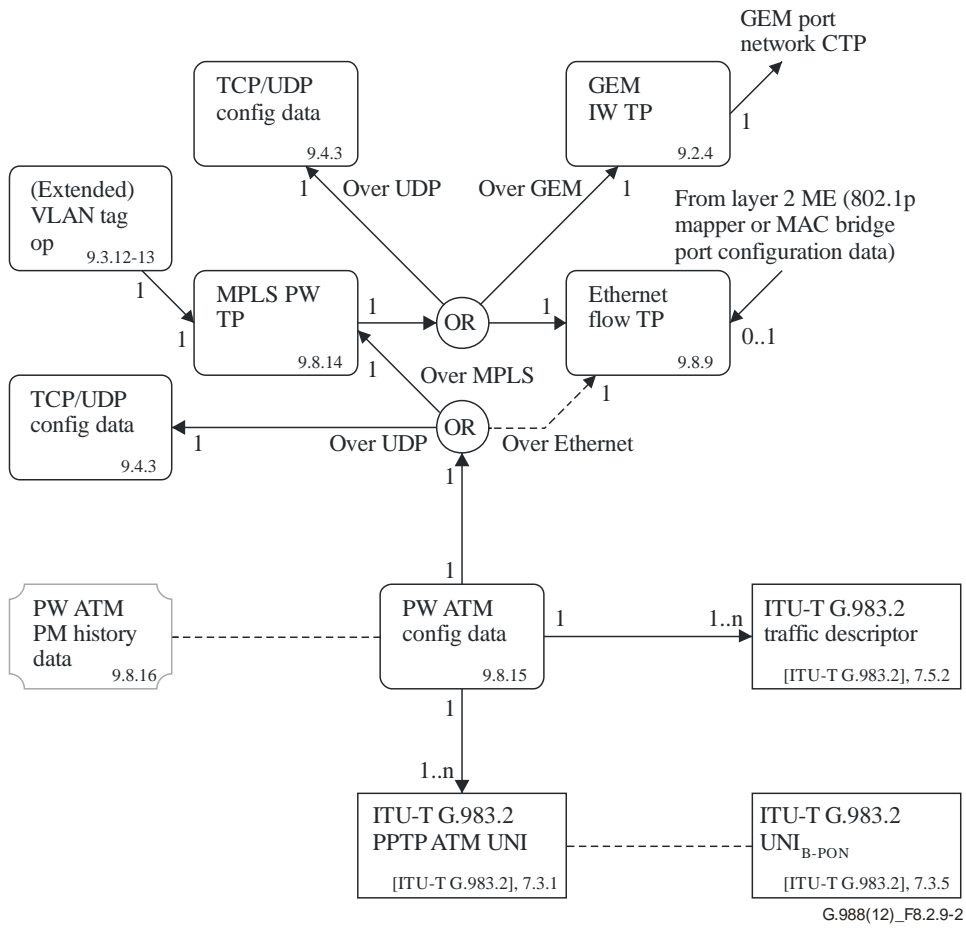 GEM port
network CTP
TCP/UDP
config data
9.4.3
GEM
IW TP
9.2.4
1
1
Over UDP
Over GEM
1
(Extended)
VLAN tag
op
9.3.12-13
From layer 2 ME (802.1p
mapper or MAC bridge
port configuration data)
1
1
MPLS PW
TP
9.8.14
1
OR
1
Ethernet
flow TP
9.8.9
0..1
1
Over MPLS
1
TCP/UDP
config data
9.4.3
1
Over UDP
OR
Over Ethernet
1
1
PW ATM
PM history
data
9.8.16
PW ATM
config data
9.8.15
1
1..n
ITU-T G.983.2
traffic descriptor
[ITU-T G.983.2], 7.5.2
1
1..n
ITU-T G.983.2
PPTP ATM UNI
[ITU-T G.983.2], 7.3.1
ITU-T G.983.2
UNI B-PON
[ITU-T G.983.2], 7.3.5
G.988(12)_F8.2.9-2